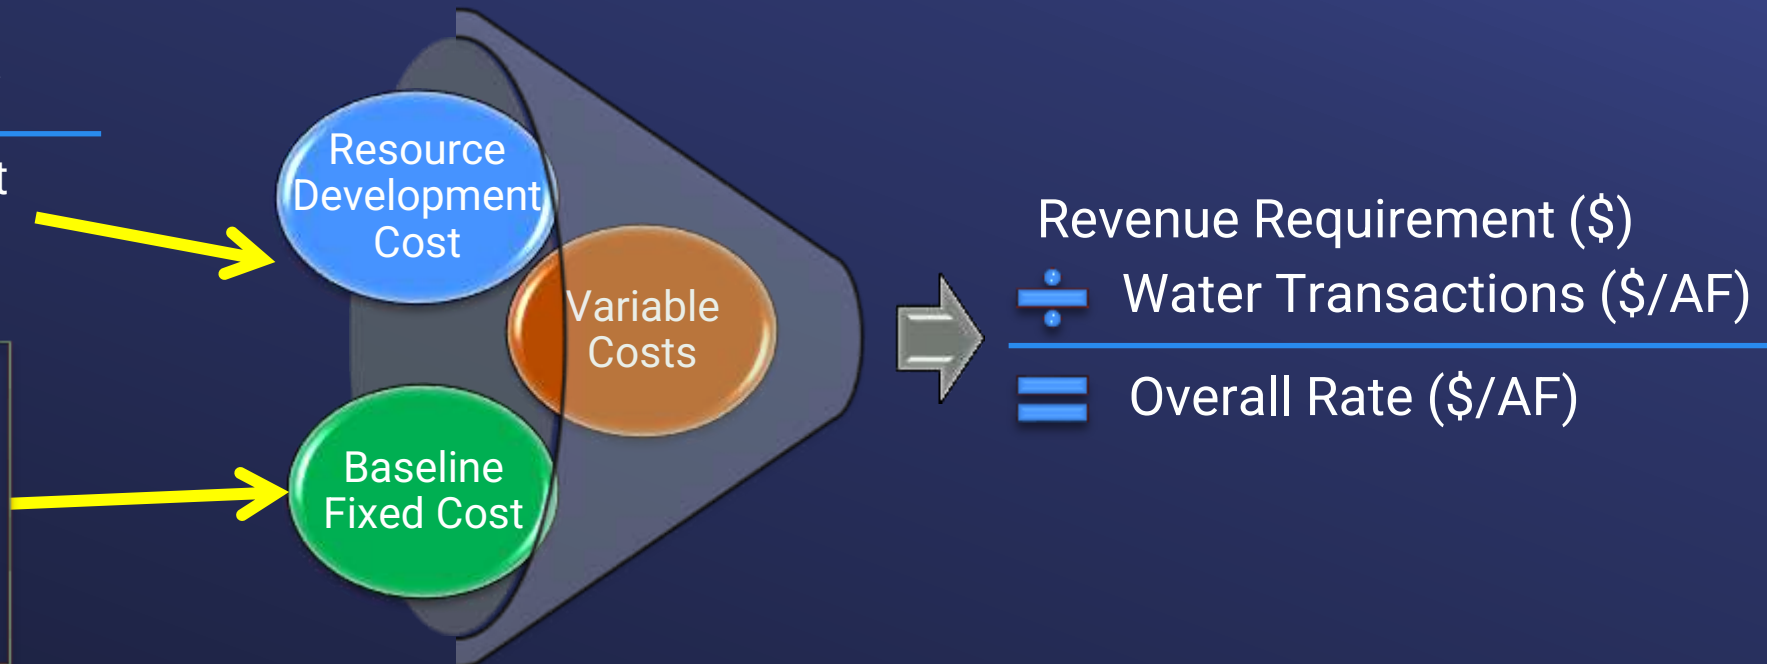 Resource
Development
Cost
Variable
Costs
Baseline
Fixed Cost
Revenue Requirement ($)
÷ Water Transactions ($/AF)
= Overall Rate ($/AF)